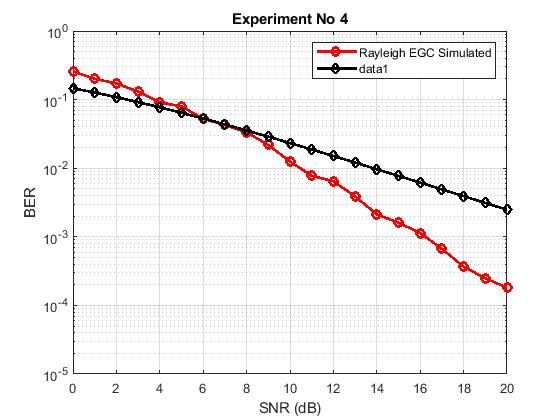 Experiment No 4
Rayleigh EGC Simulated
data1
BER
10^0
10^-1
10^-2
10^-3
10^-4
10^-5
0 2 4 6 8 10 12 14 16 18 20
SNR (dB)